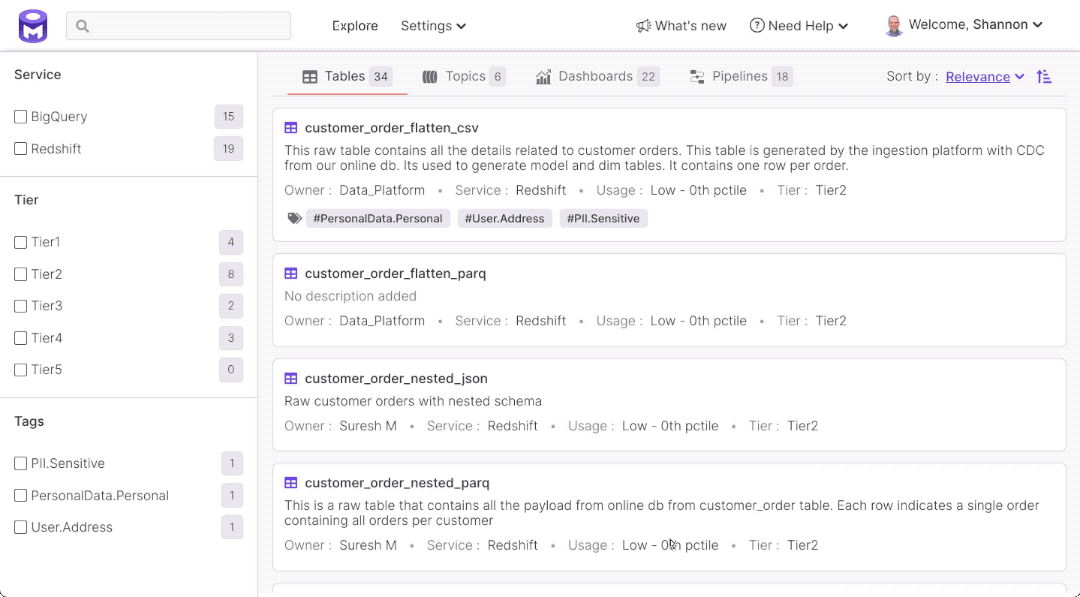 Explore Settings What's new Need Help Welcome, Shannon
Service
BigQuery 15
Redshift 19
Tier
Tier1 4
Tier2 8
Tier3 2
Tier4 3
Tier5 0
Tags
PII.Sensitive 1
PersonalData.Personal 1
User.Address 1
Tables 34 Topics 6 Dashboards 22 Pipelines 18 Sort by : Relevance
customer_order_flatten_csv
This raw table contains all the details related to customer orders. This table is generated by the ingestion platform with CDC
from our online db. Its used to generate model and dim tables. It contains one row per order.
Owner : Data_Platform • Service : Redshift • Usage : Low - 0th pctile • Tier : Tier2
#PersonalData.Personal #User.Address #PII.Sensitive
customer_order_flatten_parq
No description added
Owner : Data_Platform • Service : Redshift • Usage : Low - 0th pctile • Tier : Tier2
customer_order_nested_json
Raw customer orders with nested schema
Owner : Suresh M • Service : Redshift • Usage : Low - 0th pctile • Tier : Tier2
customer_order_nested_parq
This is a raw table that contains all the payload from online db from customer_order table. Each row indicates a single order
containing all orders per customer
Owner : Suresh M • Service : Redshift • Usage : Low - 0th pctile • Tier : Tier2